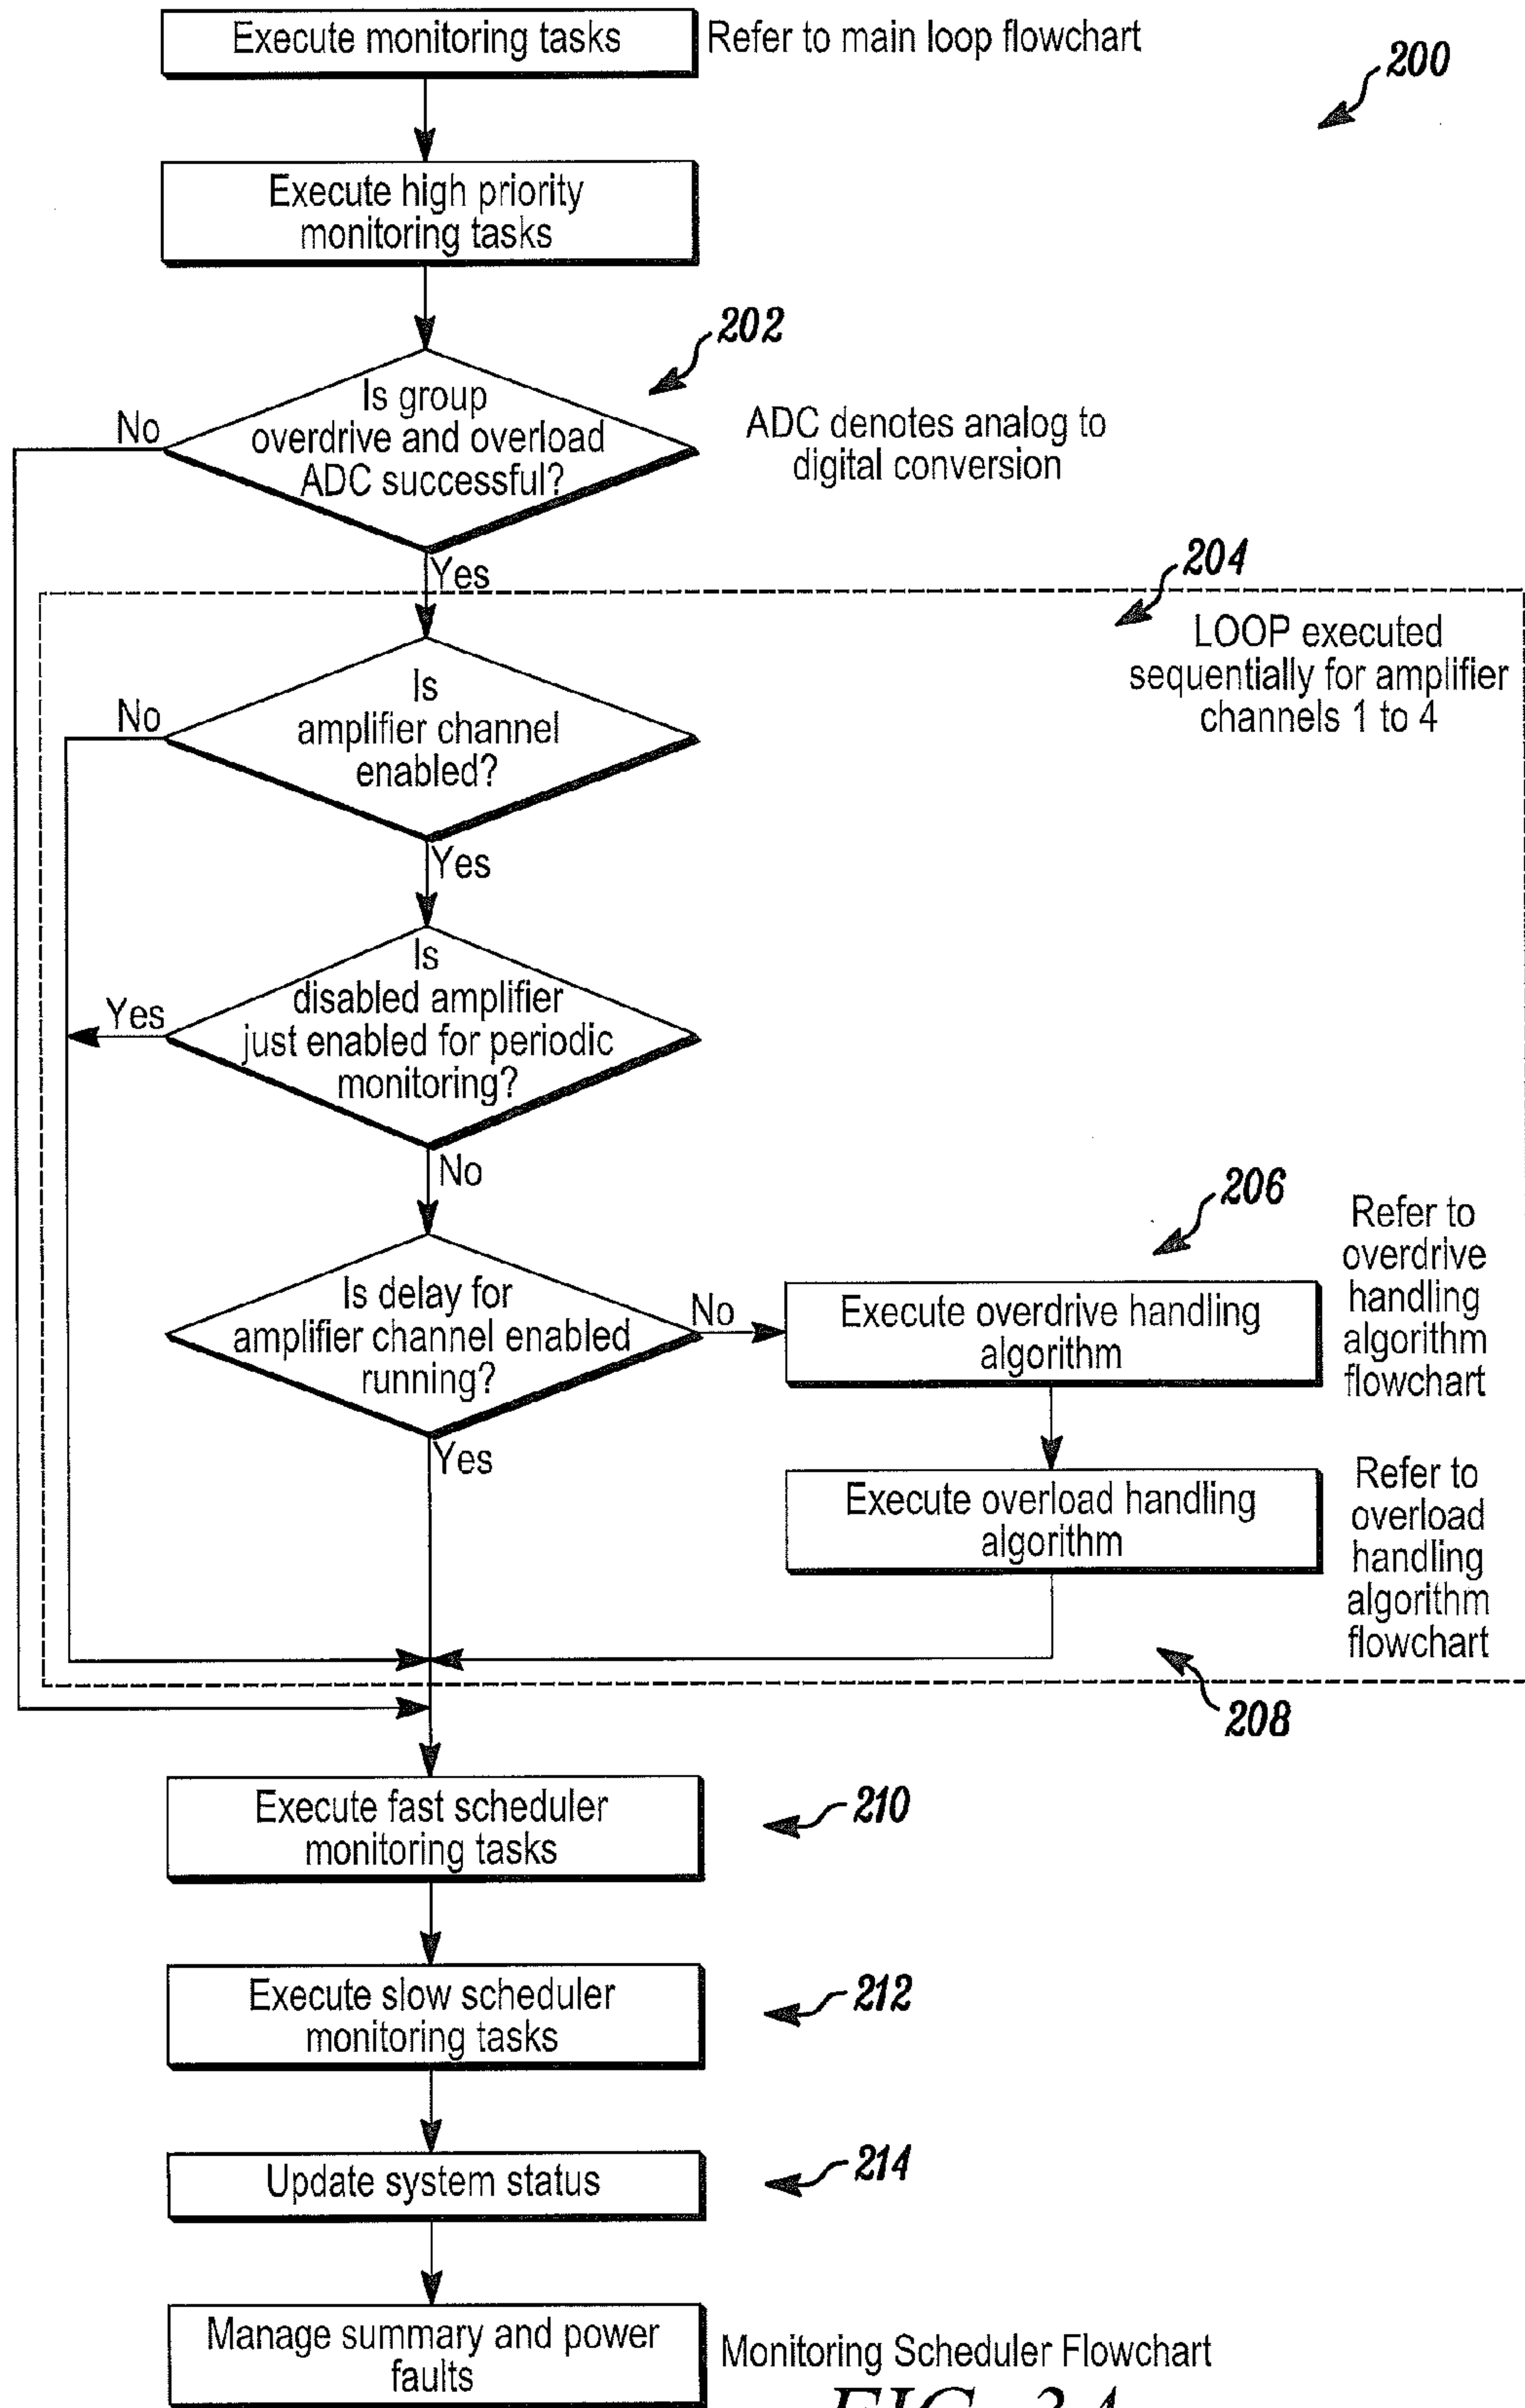 Execute monitoring tasks
Refer to main loop flowchart
200
Execute high priority
monitoring tasks
202
Is group
overdrive and overload
ADC successful?
No
ADC denotes analog to
digital conversion
Yes
204
LOOP executed
sequentially for amplifier
channels 1 to 4
Is
amplifier channel
enabled?
No
Yes
Is
disabled amplifier
just enabled for periodic
monitoring?
Yes
No
206
Refer to
overdrive
handling
algorithm
flowchart
Is delay for
amplifier channel enabled
running?
No
Execute overdrive handling
algorithm
Yes
Execute overload handling
algorithm
Refer to
overload
handling
algorithm
flowchart
208
Execute fast scheduler
monitoring tasks
210
Execute slow scheduler
monitoring tasks
212
Update system status
214
Manage summary and power
faults
Monitoring Scheduler Flowchart
FIG. 3A